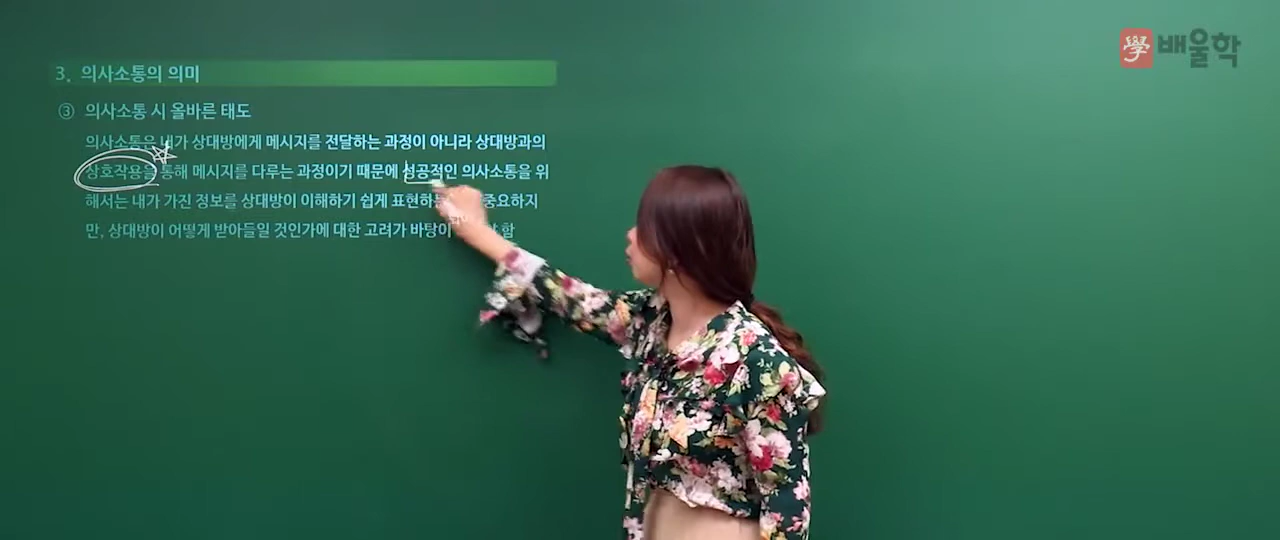 學 배울학
3. 의사소통의 의미
③ 의사소통 시 올바른 태도
의사소통은 내가 상대방에게 메시지를 전달하는 과정이 아니라 상대방과의
상호작용을 통해 메시지를 다루는 과정이기 때문에 성공적인 의사소통을 위
해서는 내가 가진 정보를 상대방이 이해하기 쉽게 표현하는 중요하지
만, 상대방이 어떻게 받아들일 것인가에 대한 고려가 바탕이 함